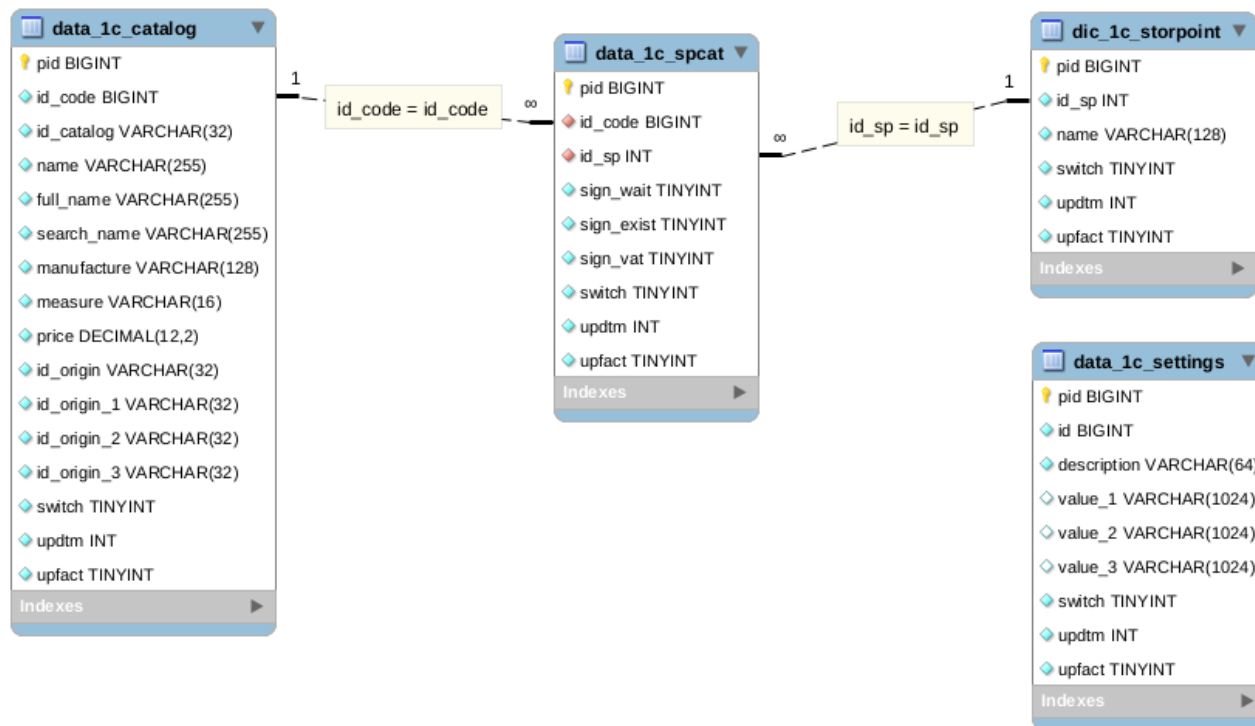 data_1c_catalog
pid BIGINT
id_code BIGINT
id_catalog VARCHAR(32)
name VARCHAR(255)
full_name VARCHAR(255)
search_name VARCHAR(255)
manufacture VARCHAR(128)
measure VARCHAR(16)
price DECIMAL(12,2)
id_origin VARCHAR(32)
id_origin_1 VARCHAR(32)
id_origin_2 VARCHAR(32)
id_origin_3 VARCHAR(32)
switch TINYINT
updtm INT
upfact TINYINT
Indexes
1
id_code = id_code
∞
data_1c_spcat
pid BIGINT
id_code BIGINT
id_sp INT
sign_wait TINYINT
sign_exist TINYINT
sign_vat TINYINT
switch TINYINT
updtm INT
upfact TINYINT
Indexes
∞
id_sp = id_sp
1
dic_1c_storpoint
pid BIGINT
id_sp INT
name VARCHAR(128)
switch TINYINT
updtm INT
upfact TINYINT
Indexes
data_1c_settings
pid BIGINT
id BIGINT
description VARCHAR(64)
value_1 VARCHAR(1024)
value_2 VARCHAR(1024)
value_3 VARCHAR(1024)
switch TINYINT
updtm INT
upfact TINYINT
Indexes